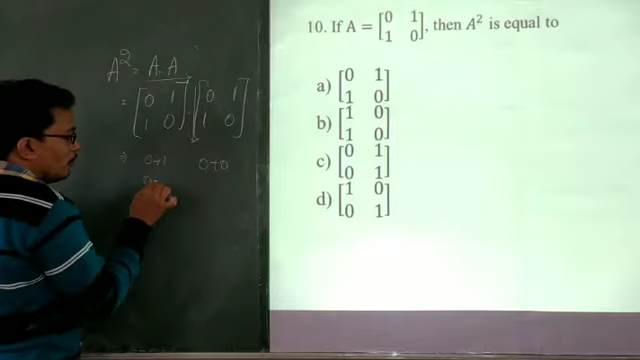 A² = A. A
= [0 1
1 0] . [0 1
1 0]
⇒ 0+1 0+0
0+
10. If A = [0 1
1 0], then A² is equal to
a) [0 1
1 0]
b) [1 0
1 0]
c) [0 1
0 1]
d) [1 0
0 1]